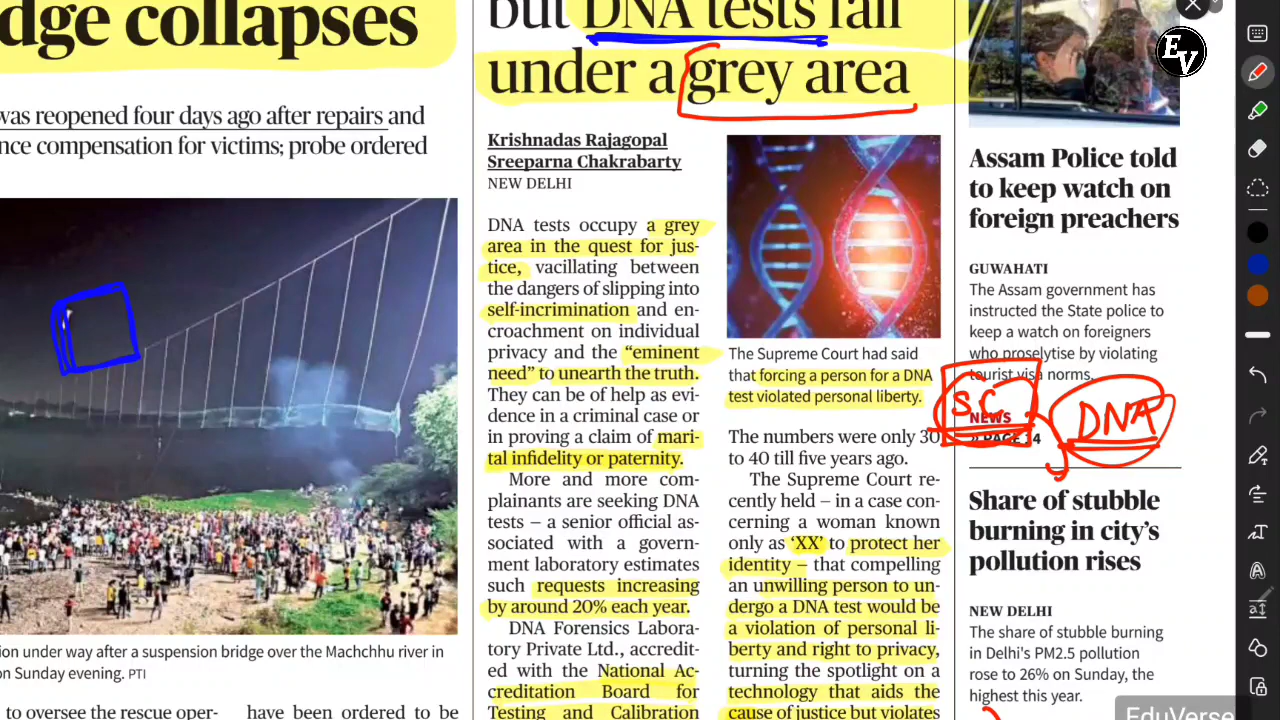 dge collapses
was reopened four days ago after repairs and
nce compensation for victims; probe ordered
ion under way after a suspension bridge over the Machchhu river in
on Sunday evening. PTI
to oversee the rescue oper-
have been ordered to be
but DNA tests fall
under a grey area
Krishnadas Rajagopal
Sreeparna Chakrabarty
NEW DELHI
DNA tests occupy a grey
area in the quest for jus-
tice, vacillating between
the dangers of slipping into
self-incrimination and en-
croachment on individual
privacy and the “eminent
need” to unearth the truth.
They can be of help as evi-
dence in a criminal case or
in proving a claim of mari-
tal infidelity or paternity.
More and more com-
plainants are seeking DNA
tests – a senior official as-
sociated with a govern-
ment laboratory estimates
such requests increasing
by around 20% each year.
DNA Forensics Labora-
tory Private Ltd., accredit-
ed with the National Ac-
creditation Board for
Testing and Calibration
The Supreme Court had said
that forcing a person for a DNA
test violated personal liberty.
The numbers were only 30
to 40 till five years ago.
The Supreme Court re-
cently held – in a case con-
cerning a woman known
only as ‘XX’ to protect her
identity – that compelling
an unwilling person to un-
dergo a DNA test would be
a violation of personal li-
berty and right to privacy,
turning the spotlight on a
technology that aids the
cause of justice but violates
EV
Assam Police told
to keep watch on
foreign preachers
GUWAHATI
The Assam government has
instructed the State police to
keep a watch on foreigners
who proselytise by violating
tourist visa norms.
SC
DNA
NEWS
» PAGE 14
Share of stubble
burning in city’s
pollution rises
NEW DELHI
The share of stubble burning
in Delhi’s PM2.5 pollution
rose to 26% on Sunday, the
highest this year.
EduVerse